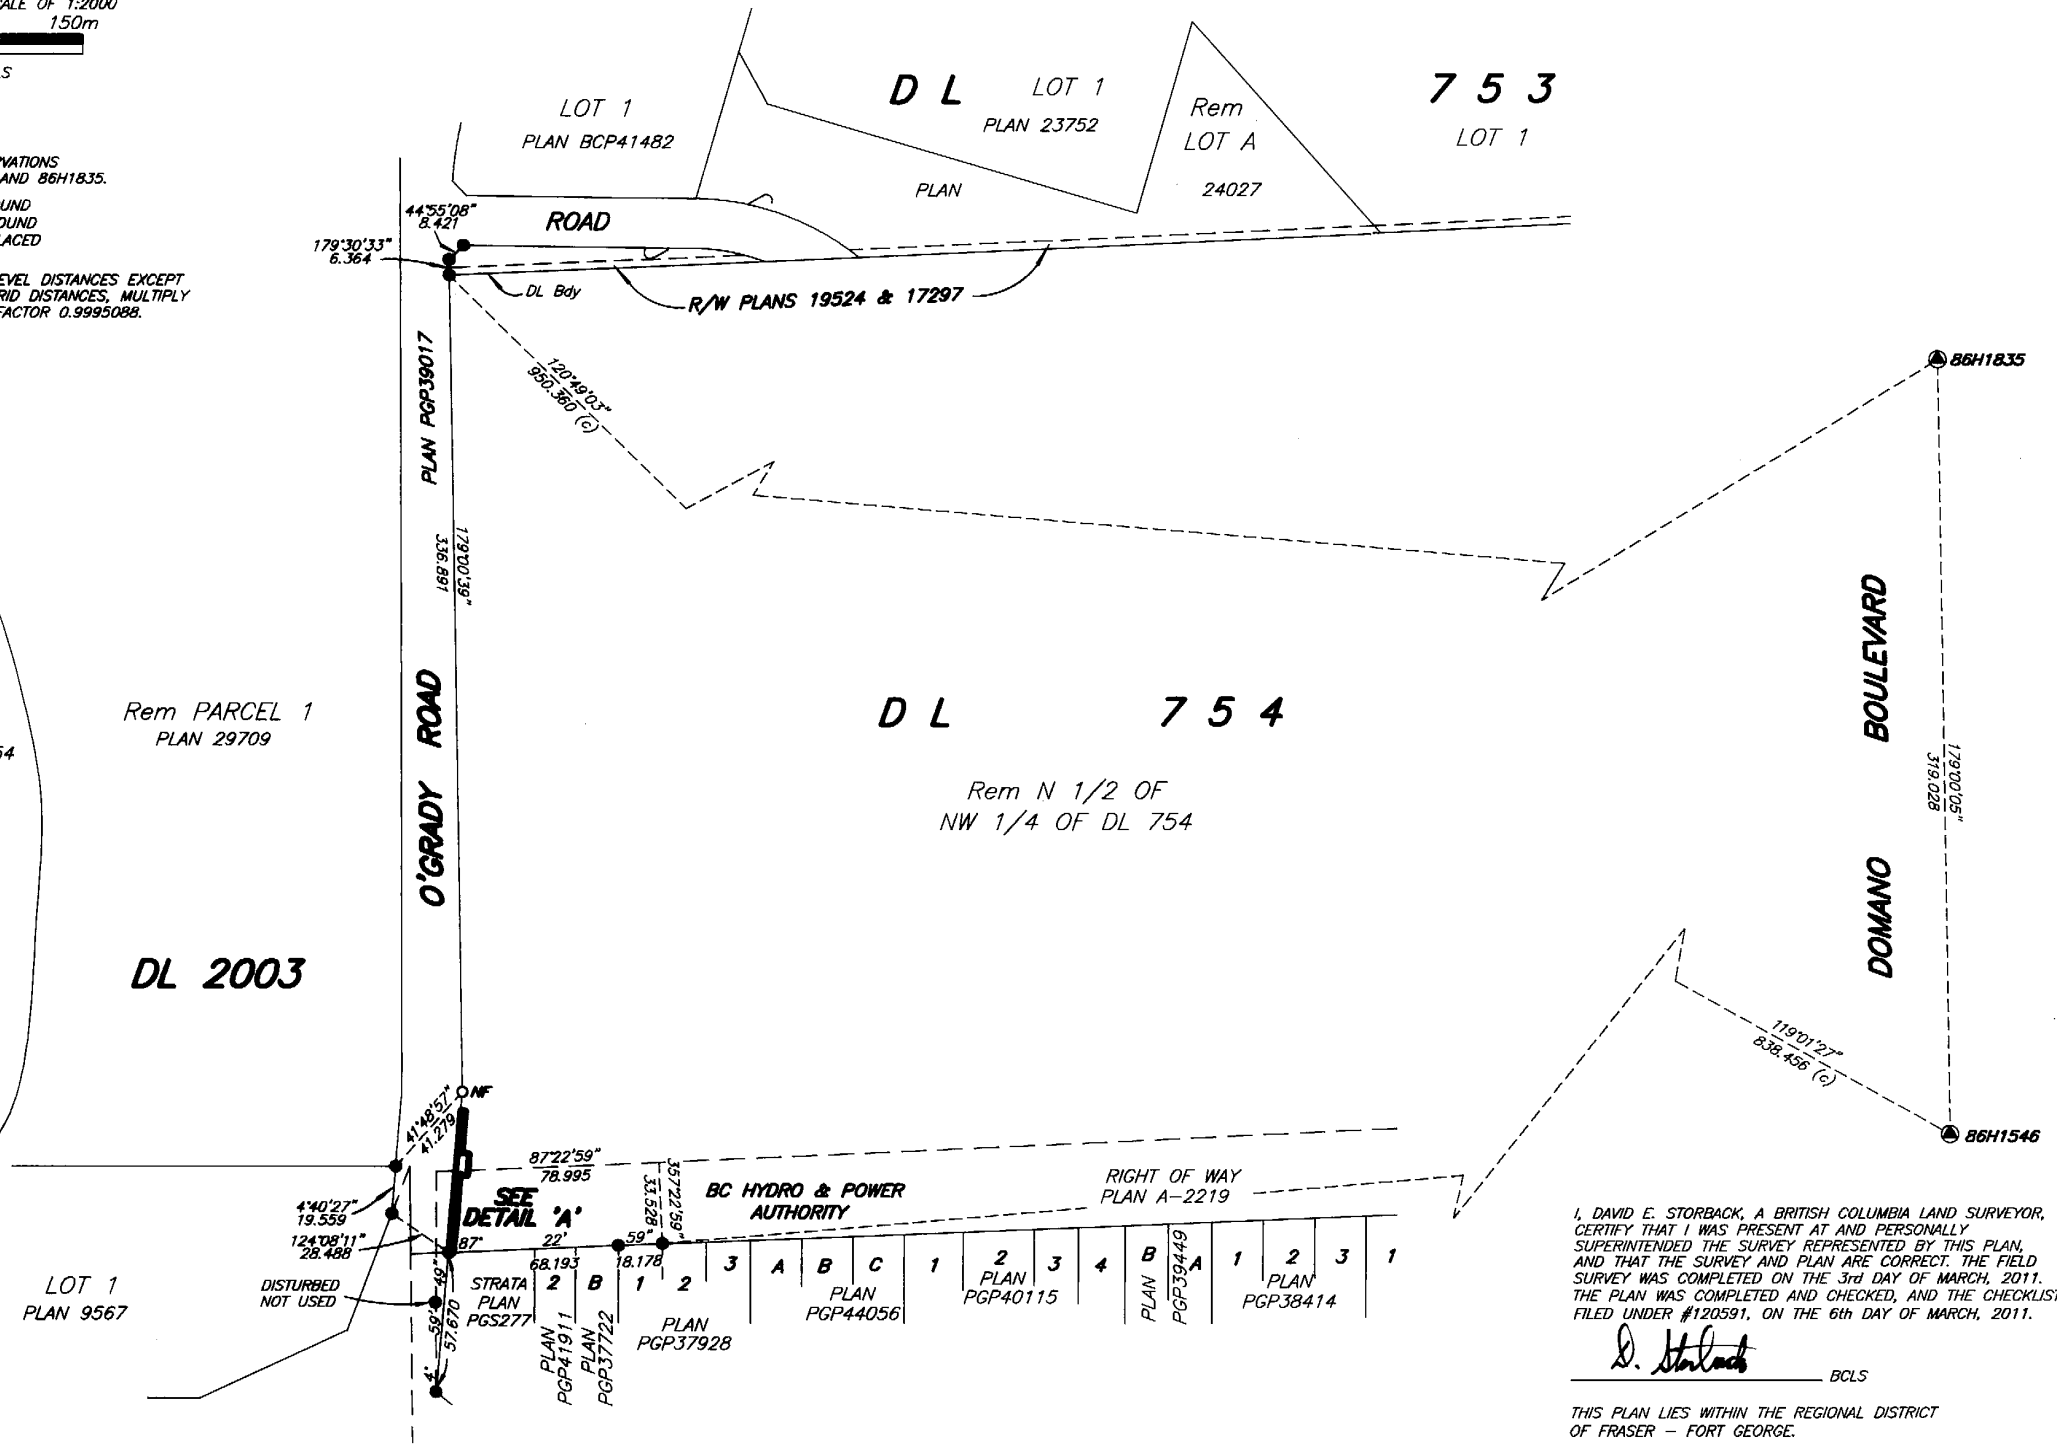 SCALE OF 1:2000
150m
AND 86H1835.
EVEL DISTANCES EXCEPT
RID DISTANCES, MULTIPLY
FACTOR 0.9995088.
LOT 1
PLAN BCP41482
D L
LOT 1
PLAN 23752
Rem
LOT A
24027
PLAN
7 5 3
LOT 1
44°55'08"
8.421
179°30'33"
6.364
ROAD
DL Bdy
R/W PLANS 19524 & 17297
PLAN PGP39017
120°49'03"
950.360 (c)
86H1835
179°00'39"
336.891
O'GRADY ROAD
Rem PARCEL 1
PLAN 29709
D L 7 5 4
Rem N 1/2 OF
NW 1/4 OF DL 754
DOMANO BOULEVARD
179°00'05"
319.028
DL 2003
119°01'27"
838.456 (c)
86H1546
NF
41°48'57"
41.279
87°22'59"
78.995
357°22'59"
33.528
SEE
DETAIL 'A'
BC HYDRO & POWER
AUTHORITY
RIGHT OF WAY
PLAN A-2219
4°40'27"
19.559
124°08'11"
28.488
87° 22' 59"
68.193
18.178
DISTURBED
NOT USED
4° 59' 49"
57.670
LOT 1
PLAN 9567
STRATA
PLAN
PGS277
2
PLAN
PGP41911
B
PLAN
PGP37722
1 2 3
PLAN
PGP37928
A B C
PLAN
PGP44056
1 2 3 4
PLAN
PGP40115
B A
PLAN
PGP39449
1 2 3
PLAN
PGP38414
1
I, DAVID E. STORBACK, A BRITISH COLUMBIA LAND SURVEYOR,
CERTIFY THAT I WAS PRESENT AT AND PERSONALLY
SUPERINTENDED THE SURVEY REPRESENTED BY THIS PLAN,
AND THAT THE SURVEY AND PLAN ARE CORRECT. THE FIELD
SURVEY WAS COMPLETED ON THE 3rd DAY OF MARCH, 2011.
THE PLAN WAS COMPLETED AND CHECKED, AND THE CHECKLIST
FILED UNDER #120591, ON THE 6th DAY OF MARCH, 2011.
D. Storback
BCLS
THIS PLAN LIES WITHIN THE REGIONAL DISTRICT
OF FRASER - FORT GEORGE.